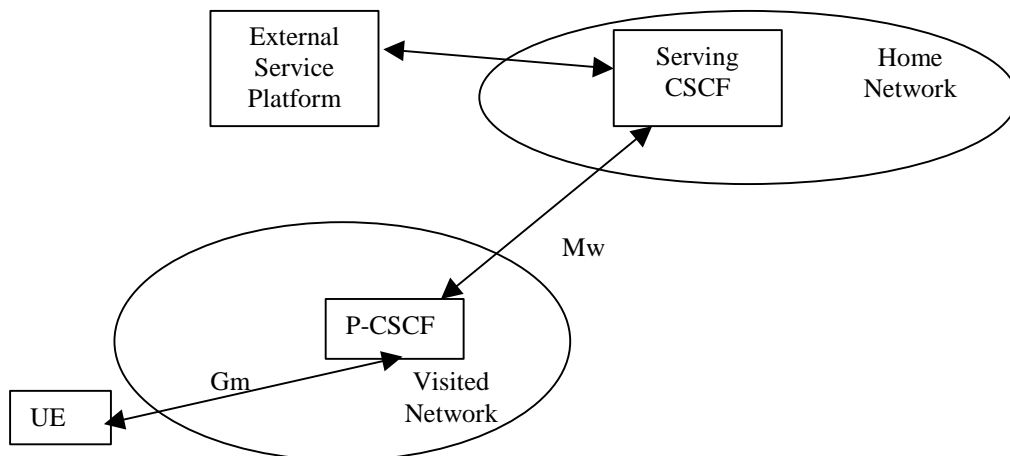 External
Service
Platform
Serving
CSCF
Home
Network
Mw
P-CSCF
Gm
Visited
Network
UE